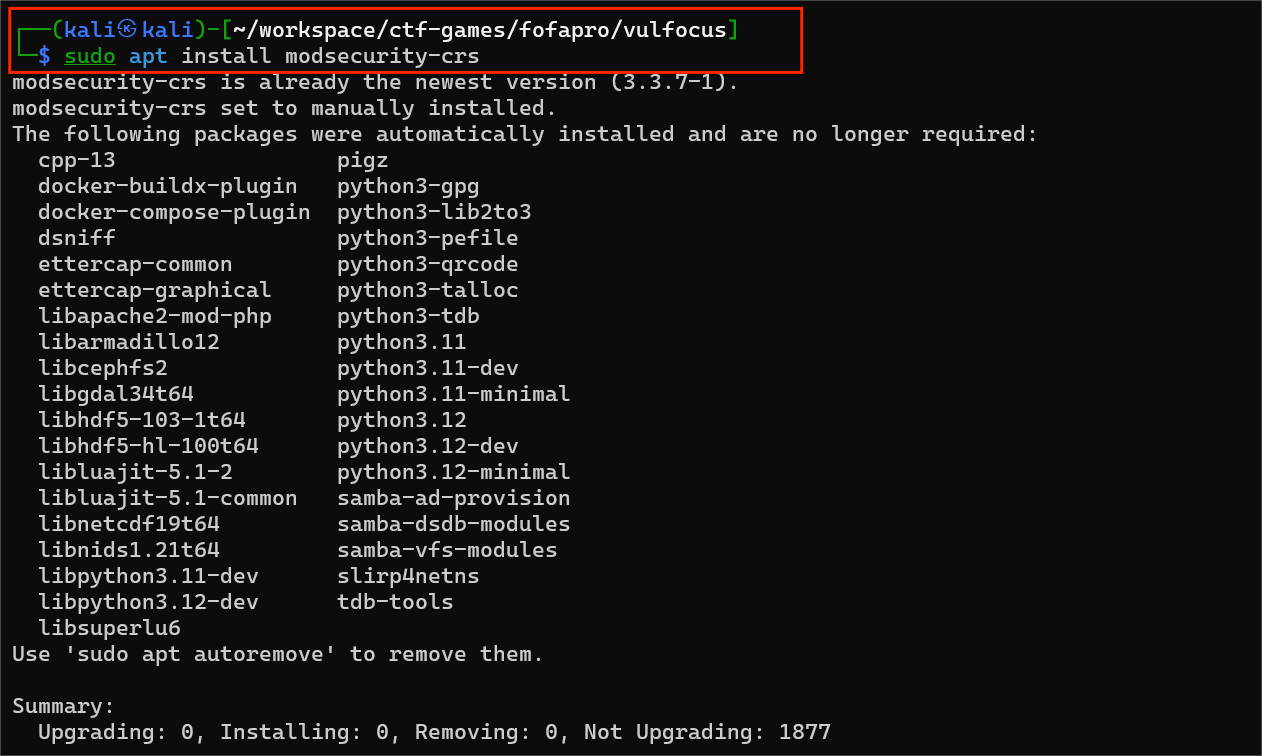 ┌──(kali㉿kali)-[~/workspace/ctf-games/fofapro/vulfocus]
└─$ sudo apt install modsecurity-crs
modsecurity-crs is already the newest version (3.3.7-1).
modsecurity-crs set to manually installed.
The following packages were automatically installed and are no longer required:
  cpp-13                 pigz
  docker-buildx-plugin   python3-gpg
  docker-compose-plugin  python3-lib2to3
  dsniff                 python3-pefile
  ettercap-common        python3-qrcode
  ettercap-graphical     python3-talloc
  libapache2-mod-php     python3-tdb
  libarmadillo12         python3.11
  libcephfs2             python3.11-dev
  libgdal34t64           python3.11-minimal
  libhdf5-103-1t64       python3.12
  libhdf5-hl-100t64      python3.12-dev
  libluajit-5.1-2        python3.12-minimal
  libluajit-5.1-common   samba-ad-provision
  libnetcdf19t64         samba-dsdb-modules
  libnids1.21t64         samba-vfs-modules
  libpython3.11-dev      slirp4netns
  libpython3.12-dev      tdb-tools
  libsuperlu6
Use 'sudo apt autoremove' to remove them.

Summary:
  Upgrading: 0, Installing: 0, Removing: 0, Not Upgrading: 1877